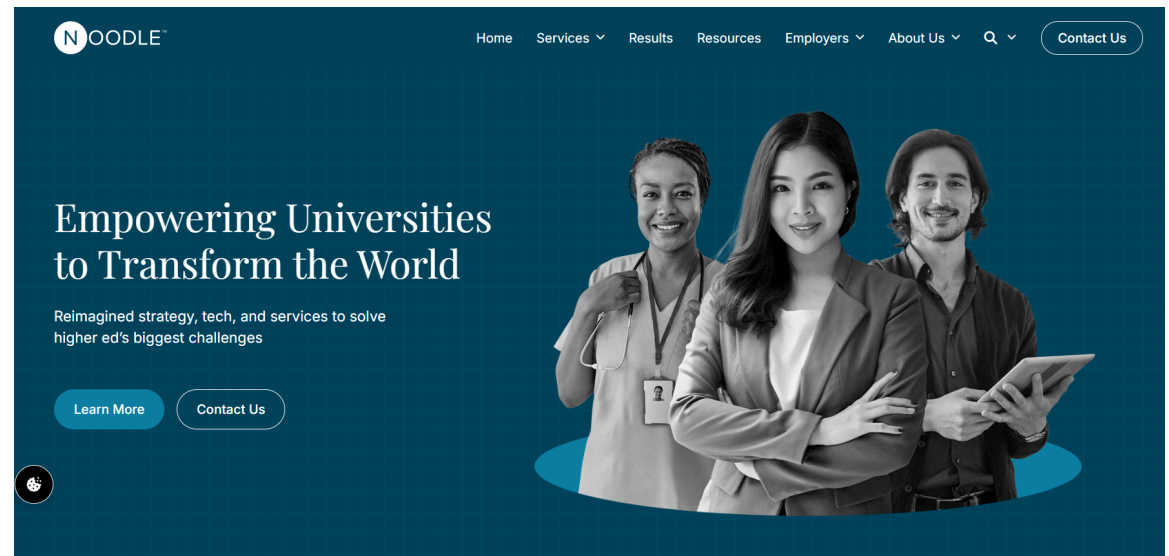 NOODLE™
Home Services Results Resources Employers About Us Contact Us
Empowering Universities
to Transform the World
Reimagined strategy, tech, and services to solve
higher ed’s biggest challenges
Learn More Contact Us